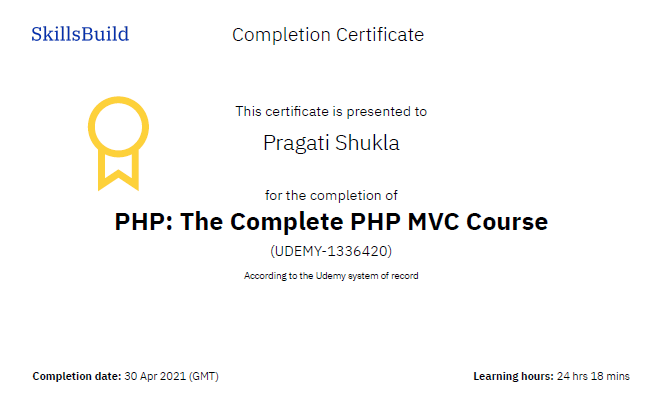 SkillsBuild
Completion Certificate
This certificate is presented to
Pragati Shukla
for the completion of
PHP: The Complete PHP MVC Course
(UDEMY-1336420)
According to the Udemy system of record
Completion date: 30 Apr 2021 (GMT)
Learning hours: 24 hrs 18 mins